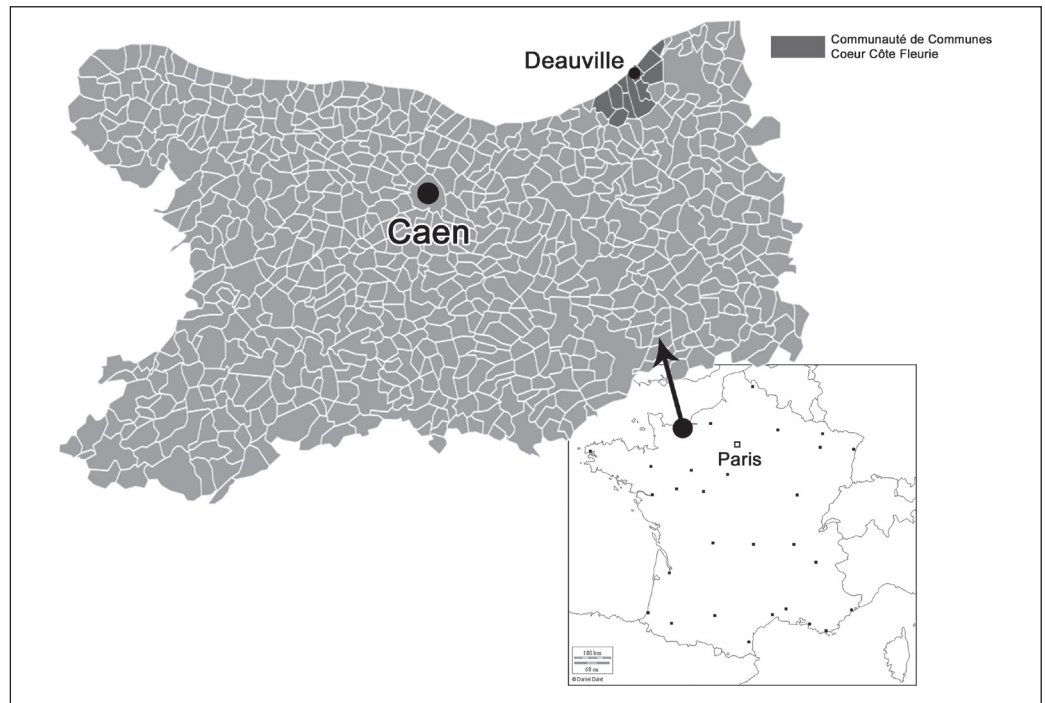 Communauté de Communes
Coeur Côte Fleurie
Deauville
Caen
Paris
100 km
50 mi
© Daniel Dalet